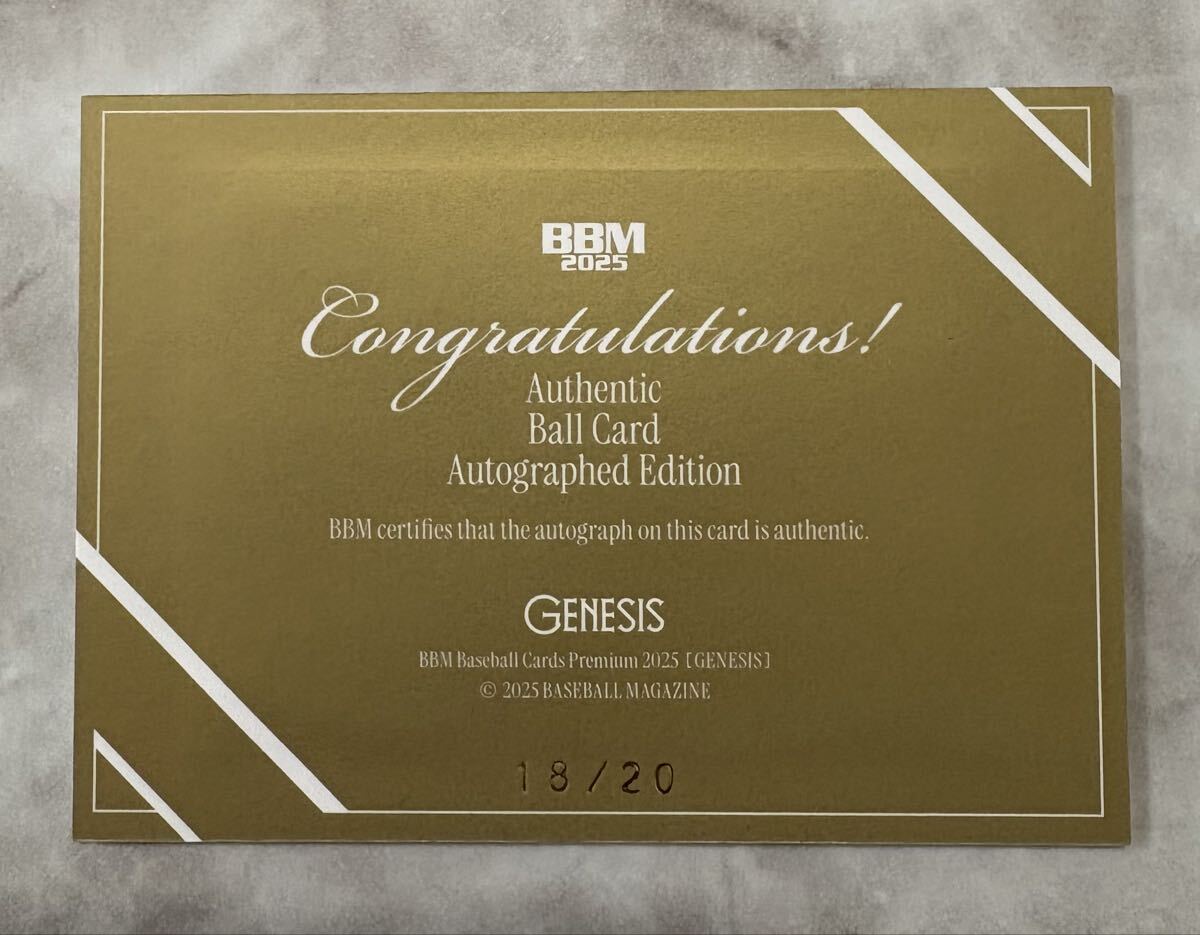 BBM
2025
Congratulations!
Authentic
Ball Card
Autographed Edition
BBM certifies that the autograph on this card is authentic.
GENESIS
BBM Baseball Cards Premium 2025 [GENESIS]
© 2025 BASEBALL MAGAZINE
18/20